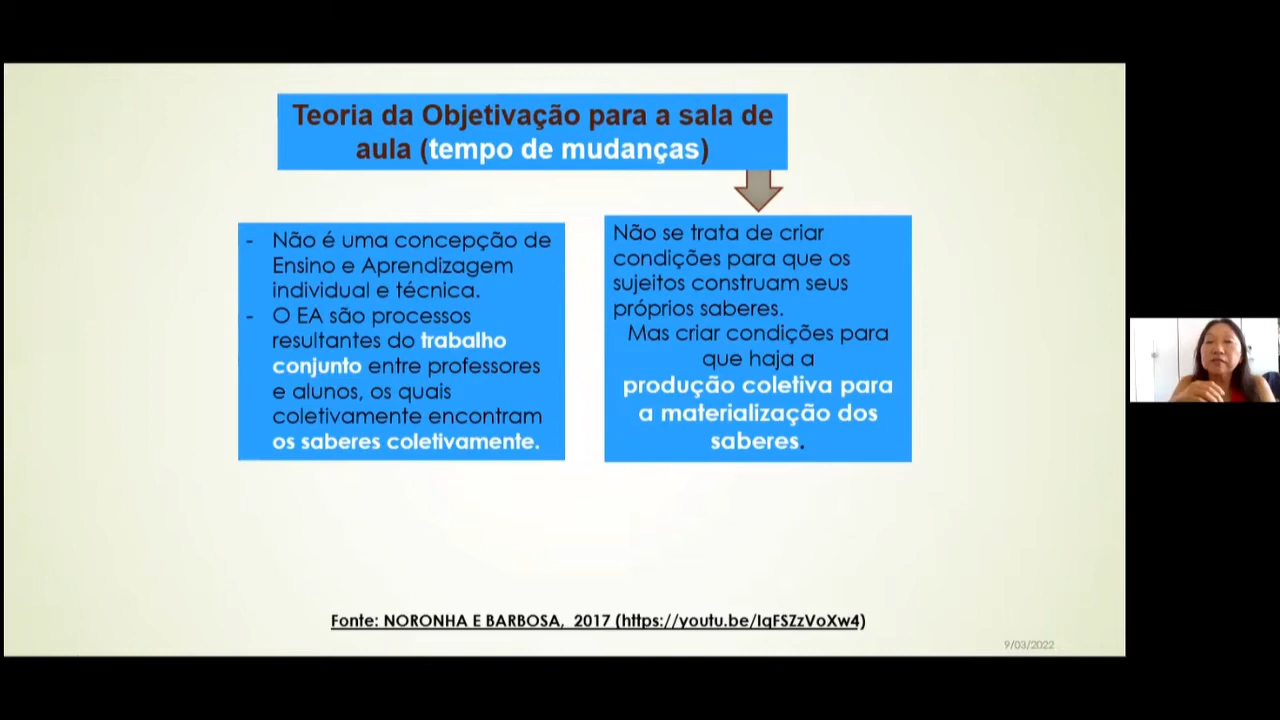 Teoria da Objetivação para a sala de
aula (tempo de mudanças)
- Não é uma concepção de
Ensino e Aprendizagem
individual e técnica.
- O EA são processos
resultantes do trabalho
conjunto entre professores
e alunos, os quais
coletivamente encontram
os saberes coletivamente.
Não se trata de criar
condições para que os
sujeitos construam seus
próprios saberes.
Mas criar condições para
que haja a
produção coletiva para
a materialização dos
saberes.
Fonte: NORONHA E BARBOSA, 2017 (https://youtu.be/IqFSZzVoXw4)
9/03/2022